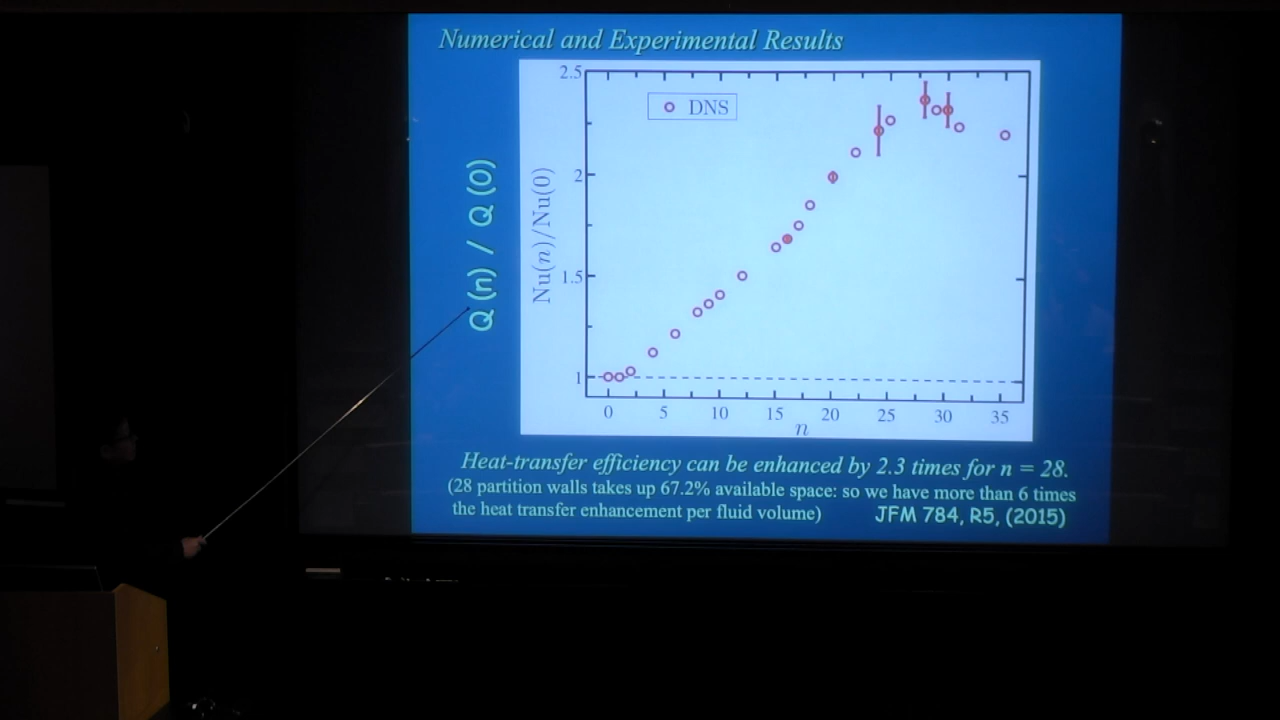 Numerical and Experimental Results
Q (n) / Q (0)
Nu(n)/Nu(0)
2.5
2
1.5
1
DNS
0 5 10 15 20 25 30 35
n
Heat-transfer efficiency can be enhanced by 2.3 times for n = 28.
(28 partition walls takes up 67.2% available space: so we have more than 6 times
the heat transfer enhancement per fluid volume) JFM 784, R5, (2015)